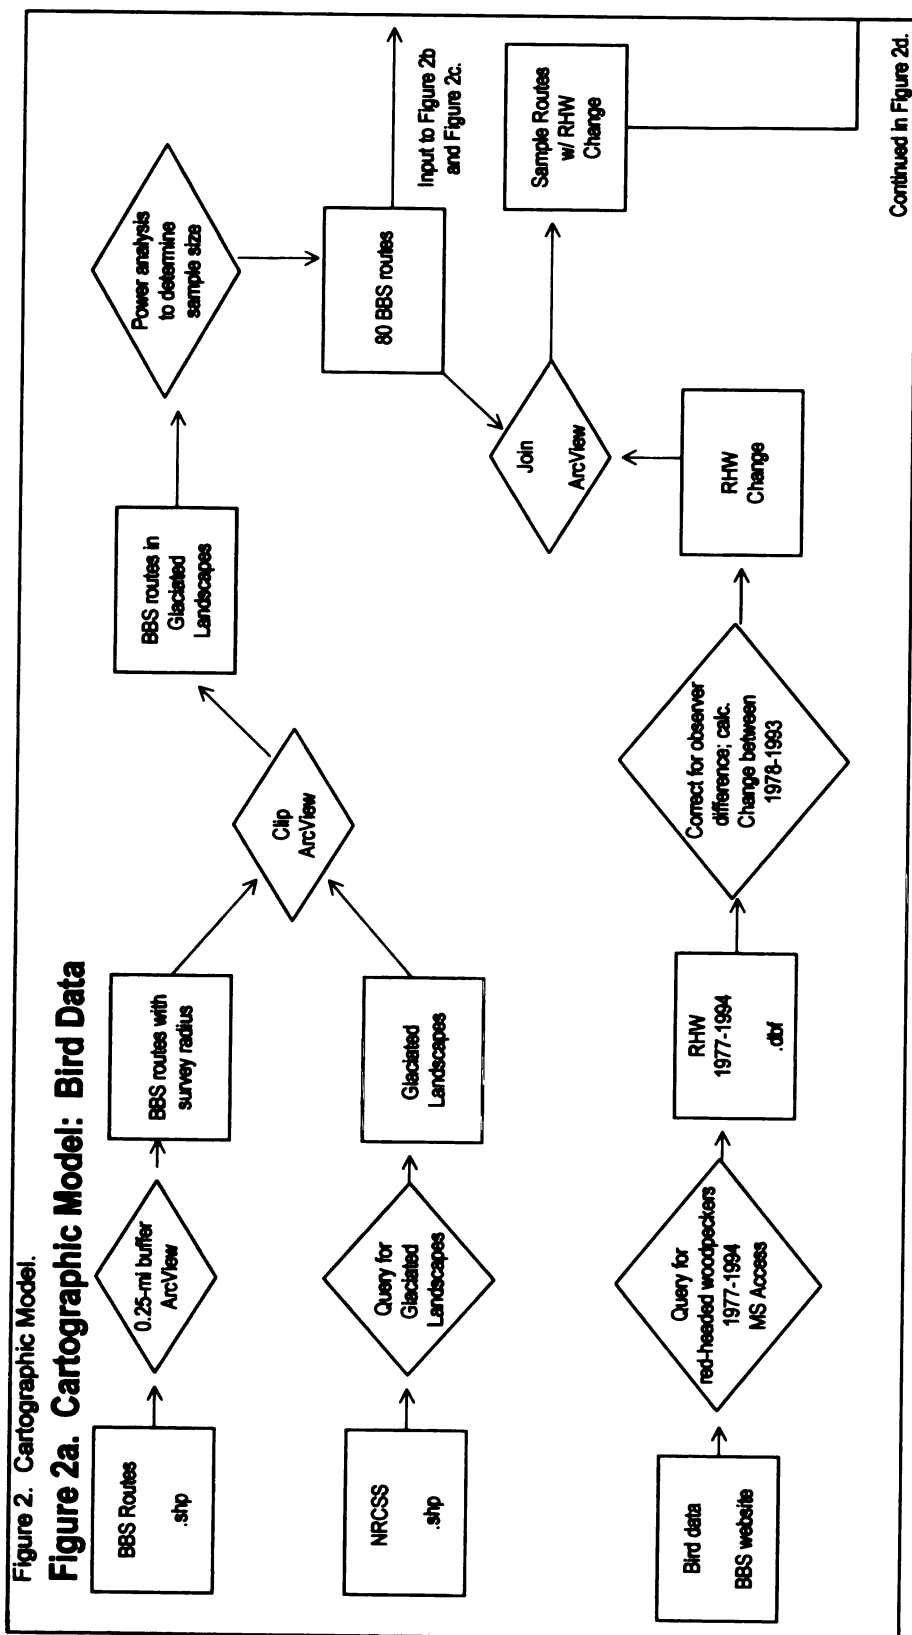 Figure 2. Cartographic Model.
Figure 2a. Cartographic Model: Bird Data
BBS Routes
.shp
0.25-mi buffer
ArcView
BBS routes with
survey radius
NRCSS
.shp
Query for
Glaciated
Landscapes
Glaciated
Landscapes
Clip
ArcView
BBS routes in
Glaciated
Landscapes
Power analysis
to determine
sample size
80 BBS routes
Input to Figure 2b
and Figure 2c.
Bird data
BBS website
Query for
red-headed woodpeckers
1977-1994
MS Access
RHW
1977-1994
.dbf
Correct for observer
difference; calc.
Change between
1978-1993
RHW
Change
Join
ArcView
Sample Routes
w/ RHW
Change
Continued in Figure 2d.